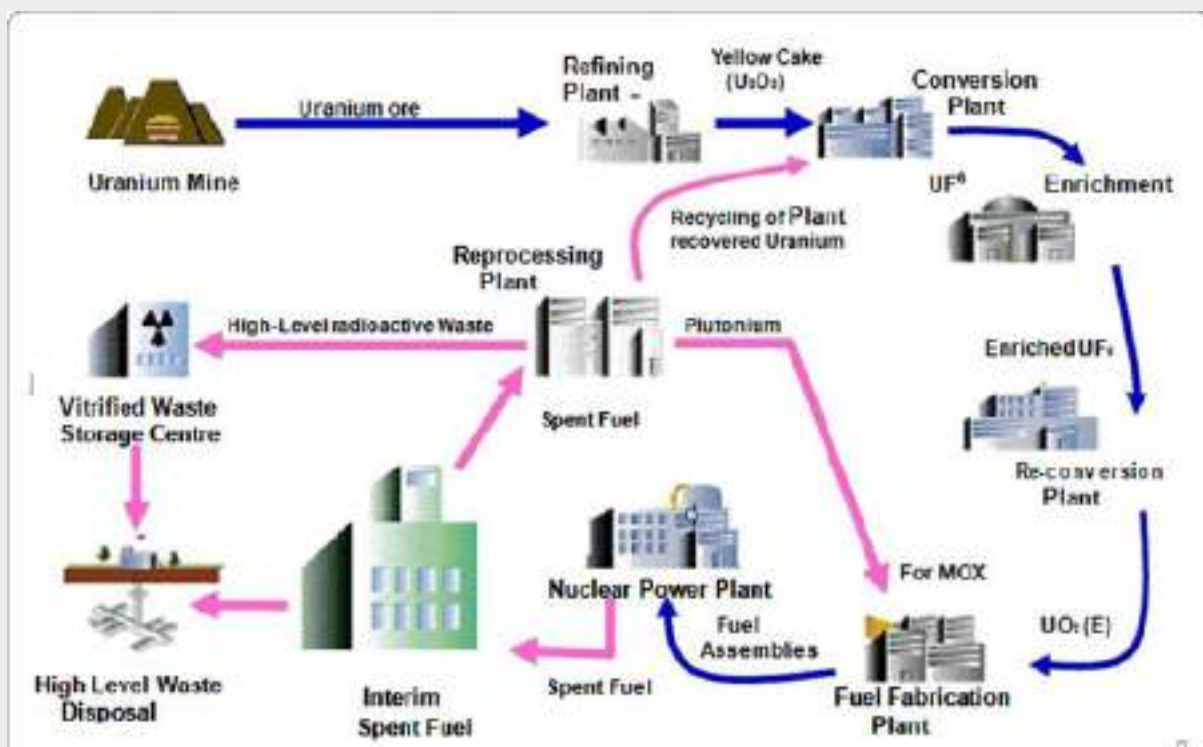 Uranium Mine
Uranium ore
Refining
Plant
Yellow Cake
(U₃O₈)
Conversion
Plant
UF⁶
Enrichment
Recycling of Plant
recovered Uranium
Reprocessing
Plant
High-Level radioactive Waste
Plutonium
Enriched UF₆
Vitrified Waste
Storage Centre
Spent Fuel
Re-conversion
Plant
Nuclear Power Plant
For MOX
Fuel
Assemblies
UO₂ (E)
High Level Waste
Disposal
Interim
Spent Fuel
Spent Fuel
Fuel Fabrication
Plant